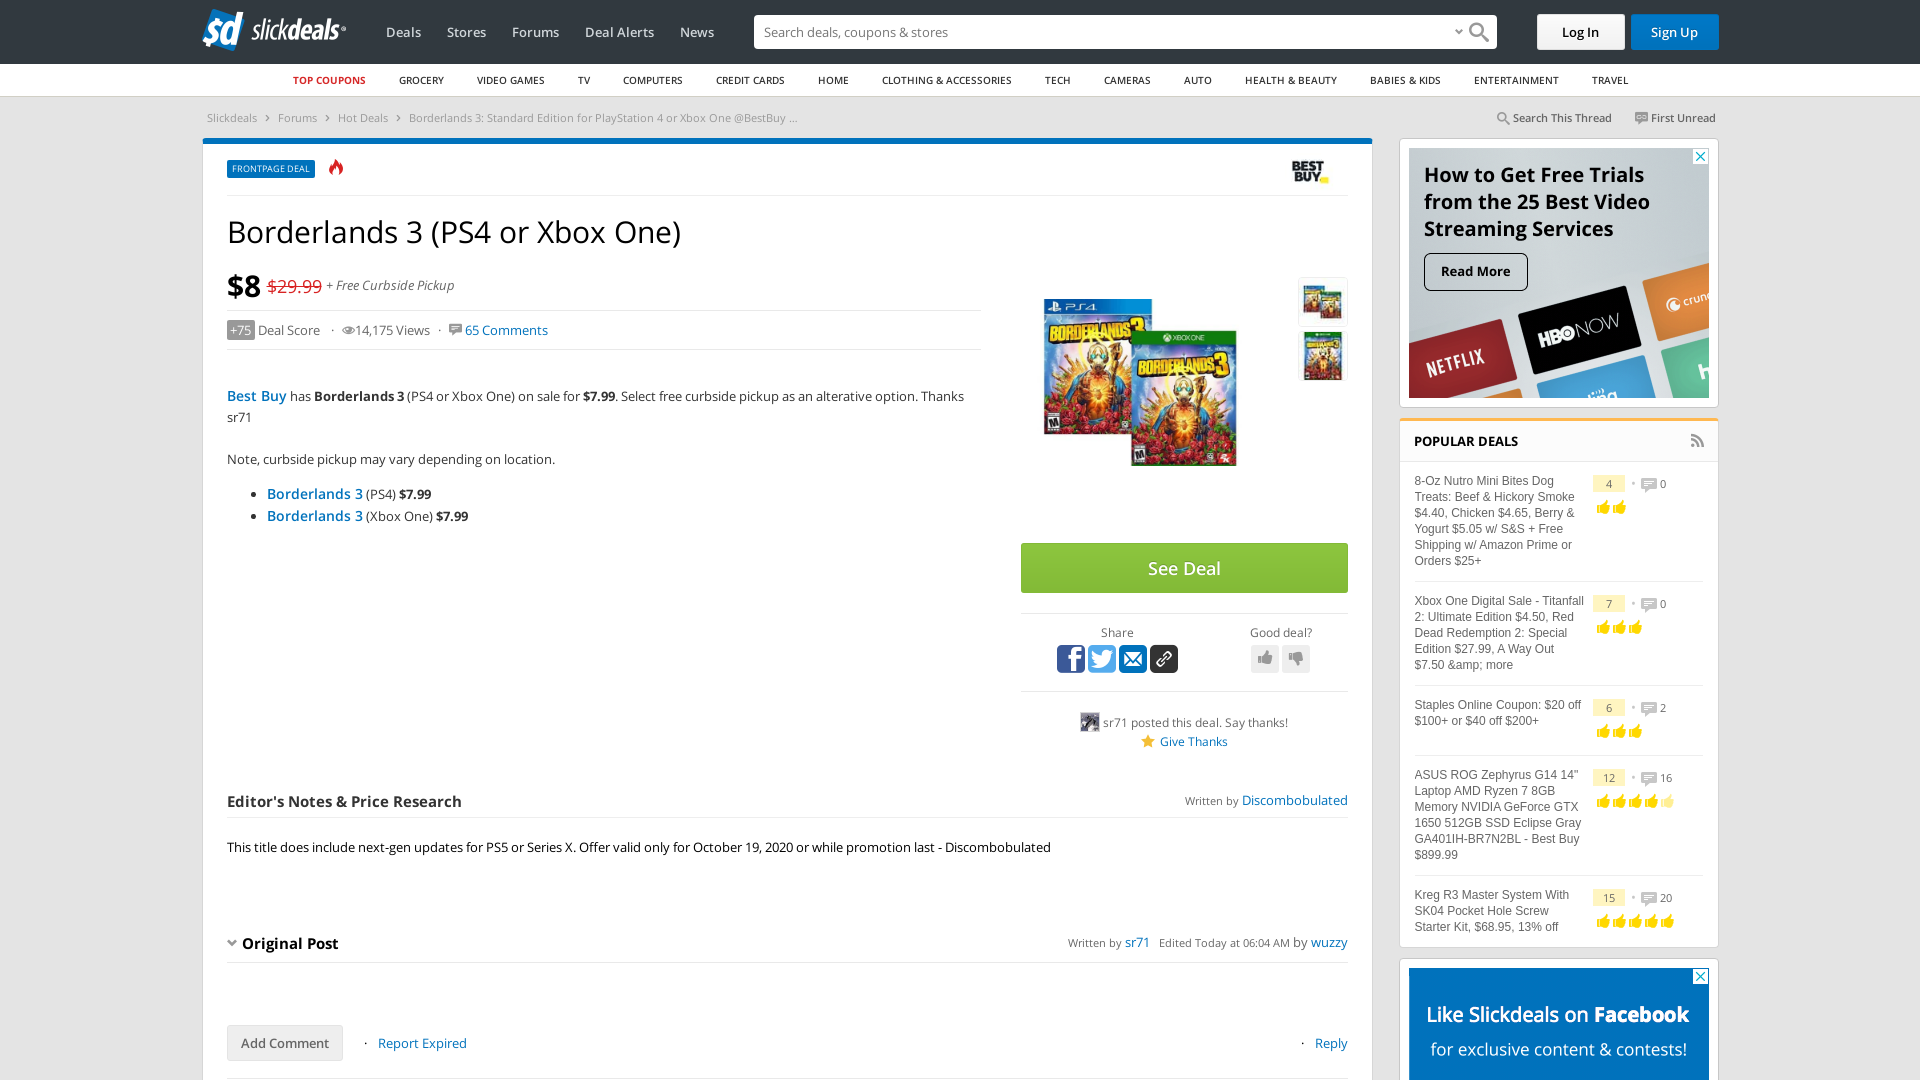 sd slickdeals
Deals Stores Forums Deal Alerts News
Search deals, coupons & stores
Log In Sign Up
TOP COUPONS GROCERY VIDEO GAMES TV COMPUTERS CREDIT CARDS HOME CLOTHING & ACCESSORIES TECH CAMERAS AUTO HEALTH & BEAUTY BABIES & KIDS ENTERTAINMENT TRAVEL
Slickdeals > Forums > Hot Deals > Borderlands 3: Standard Edition for PlayStation 4 or Xbox One @BestBuy ...
Search This Thread First Unread
FRONTPAGE DEAL
BEST
BUY
Borderlands 3 (PS4 or Xbox One)
$8 $29.99 + Free Curbside Pickup
+75 Deal Score · 14,175 Views · 65 Comments
Best Buy has Borderlands 3 (PS4 or Xbox One) on sale for $7.99. Select free curbside pickup as an alterative option. Thanks
sr71
Note, curbside pickup may vary depending on location.
• Borderlands 3 (PS4) $7.99
• Borderlands 3 (Xbox One) $7.99
PS4
BORDERLANDS 3
XBOX ONE
BORDERLANDS 3
See Deal
Share Good deal?
sr71 posted this deal. Say thanks!
Give Thanks
Editor's Notes & Price Research
Written by Discombobulated
This title does include next-gen updates for PS5 or Series X. Offer valid only for October 19, 2020 or while promotion last - Discombobulated
Original Post
Written by sr71 Edited Today at 06:04 AM by wuzzy
Add Comment · Report Expired
· Reply
How to Get Free Trials
from the 25 Best Video
Streaming Services
Read More
NETFLIX
HBO NOW
crunc
POPULAR DEALS
8-Oz Nutro Mini Bites Dog
Treats: Beef & Hickory Smoke
$4.40, Chicken $4.65, Berry &
Yogurt $5.05 w/ S&S + Free
Shipping w/ Amazon Prime or
Orders $25+
4 • 0
Xbox One Digital Sale - Titanfall
2: Ultimate Edition $4.50, Red
Dead Redemption 2: Special
Edition $27.99, A Way Out
$7.50 &amp; more
7 • 0
Staples Online Coupon: $20 off
$100+ or $40 off $200+
6 • 2
ASUS ROG Zephyrus G14 14"
Laptop AMD Ryzen 7 8GB
Memory NVIDIA GeForce GTX
1650 512GB SSD Eclipse Gray
GA401IH-BR7N2BL - Best Buy
$899.99
12 • 16
Kreg R3 Master System With
SK04 Pocket Hole Screw
Starter Kit, $68.95, 13% off
15 • 20
Like Slickdeals on Facebook
for exclusive content & contests!